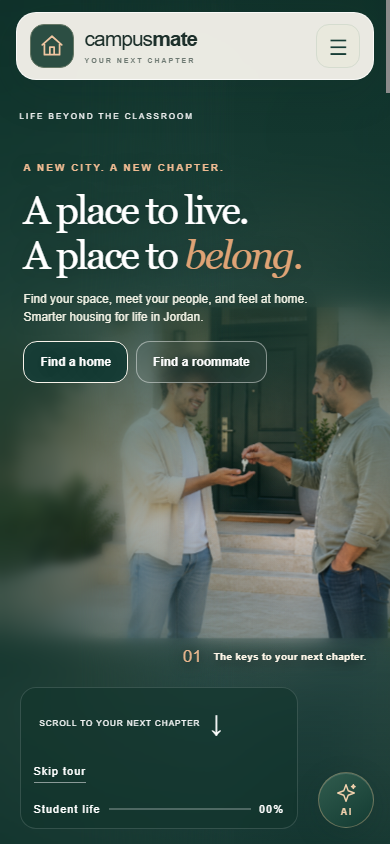 campusmate
YOUR NEXT CHAPTER
LIFE BEYOND THE CLASSROOM
A NEW CITY. A NEW CHAPTER.
A place to live.
A place to belong.
Find your space, meet your people, and feel at home.
Smarter housing for life in Jordan.
Find a home
Find a roommate
01 The keys to your next chapter.
SCROLL TO YOUR NEXT CHAPTER ↓
Skip tour
Student life 00%
AI